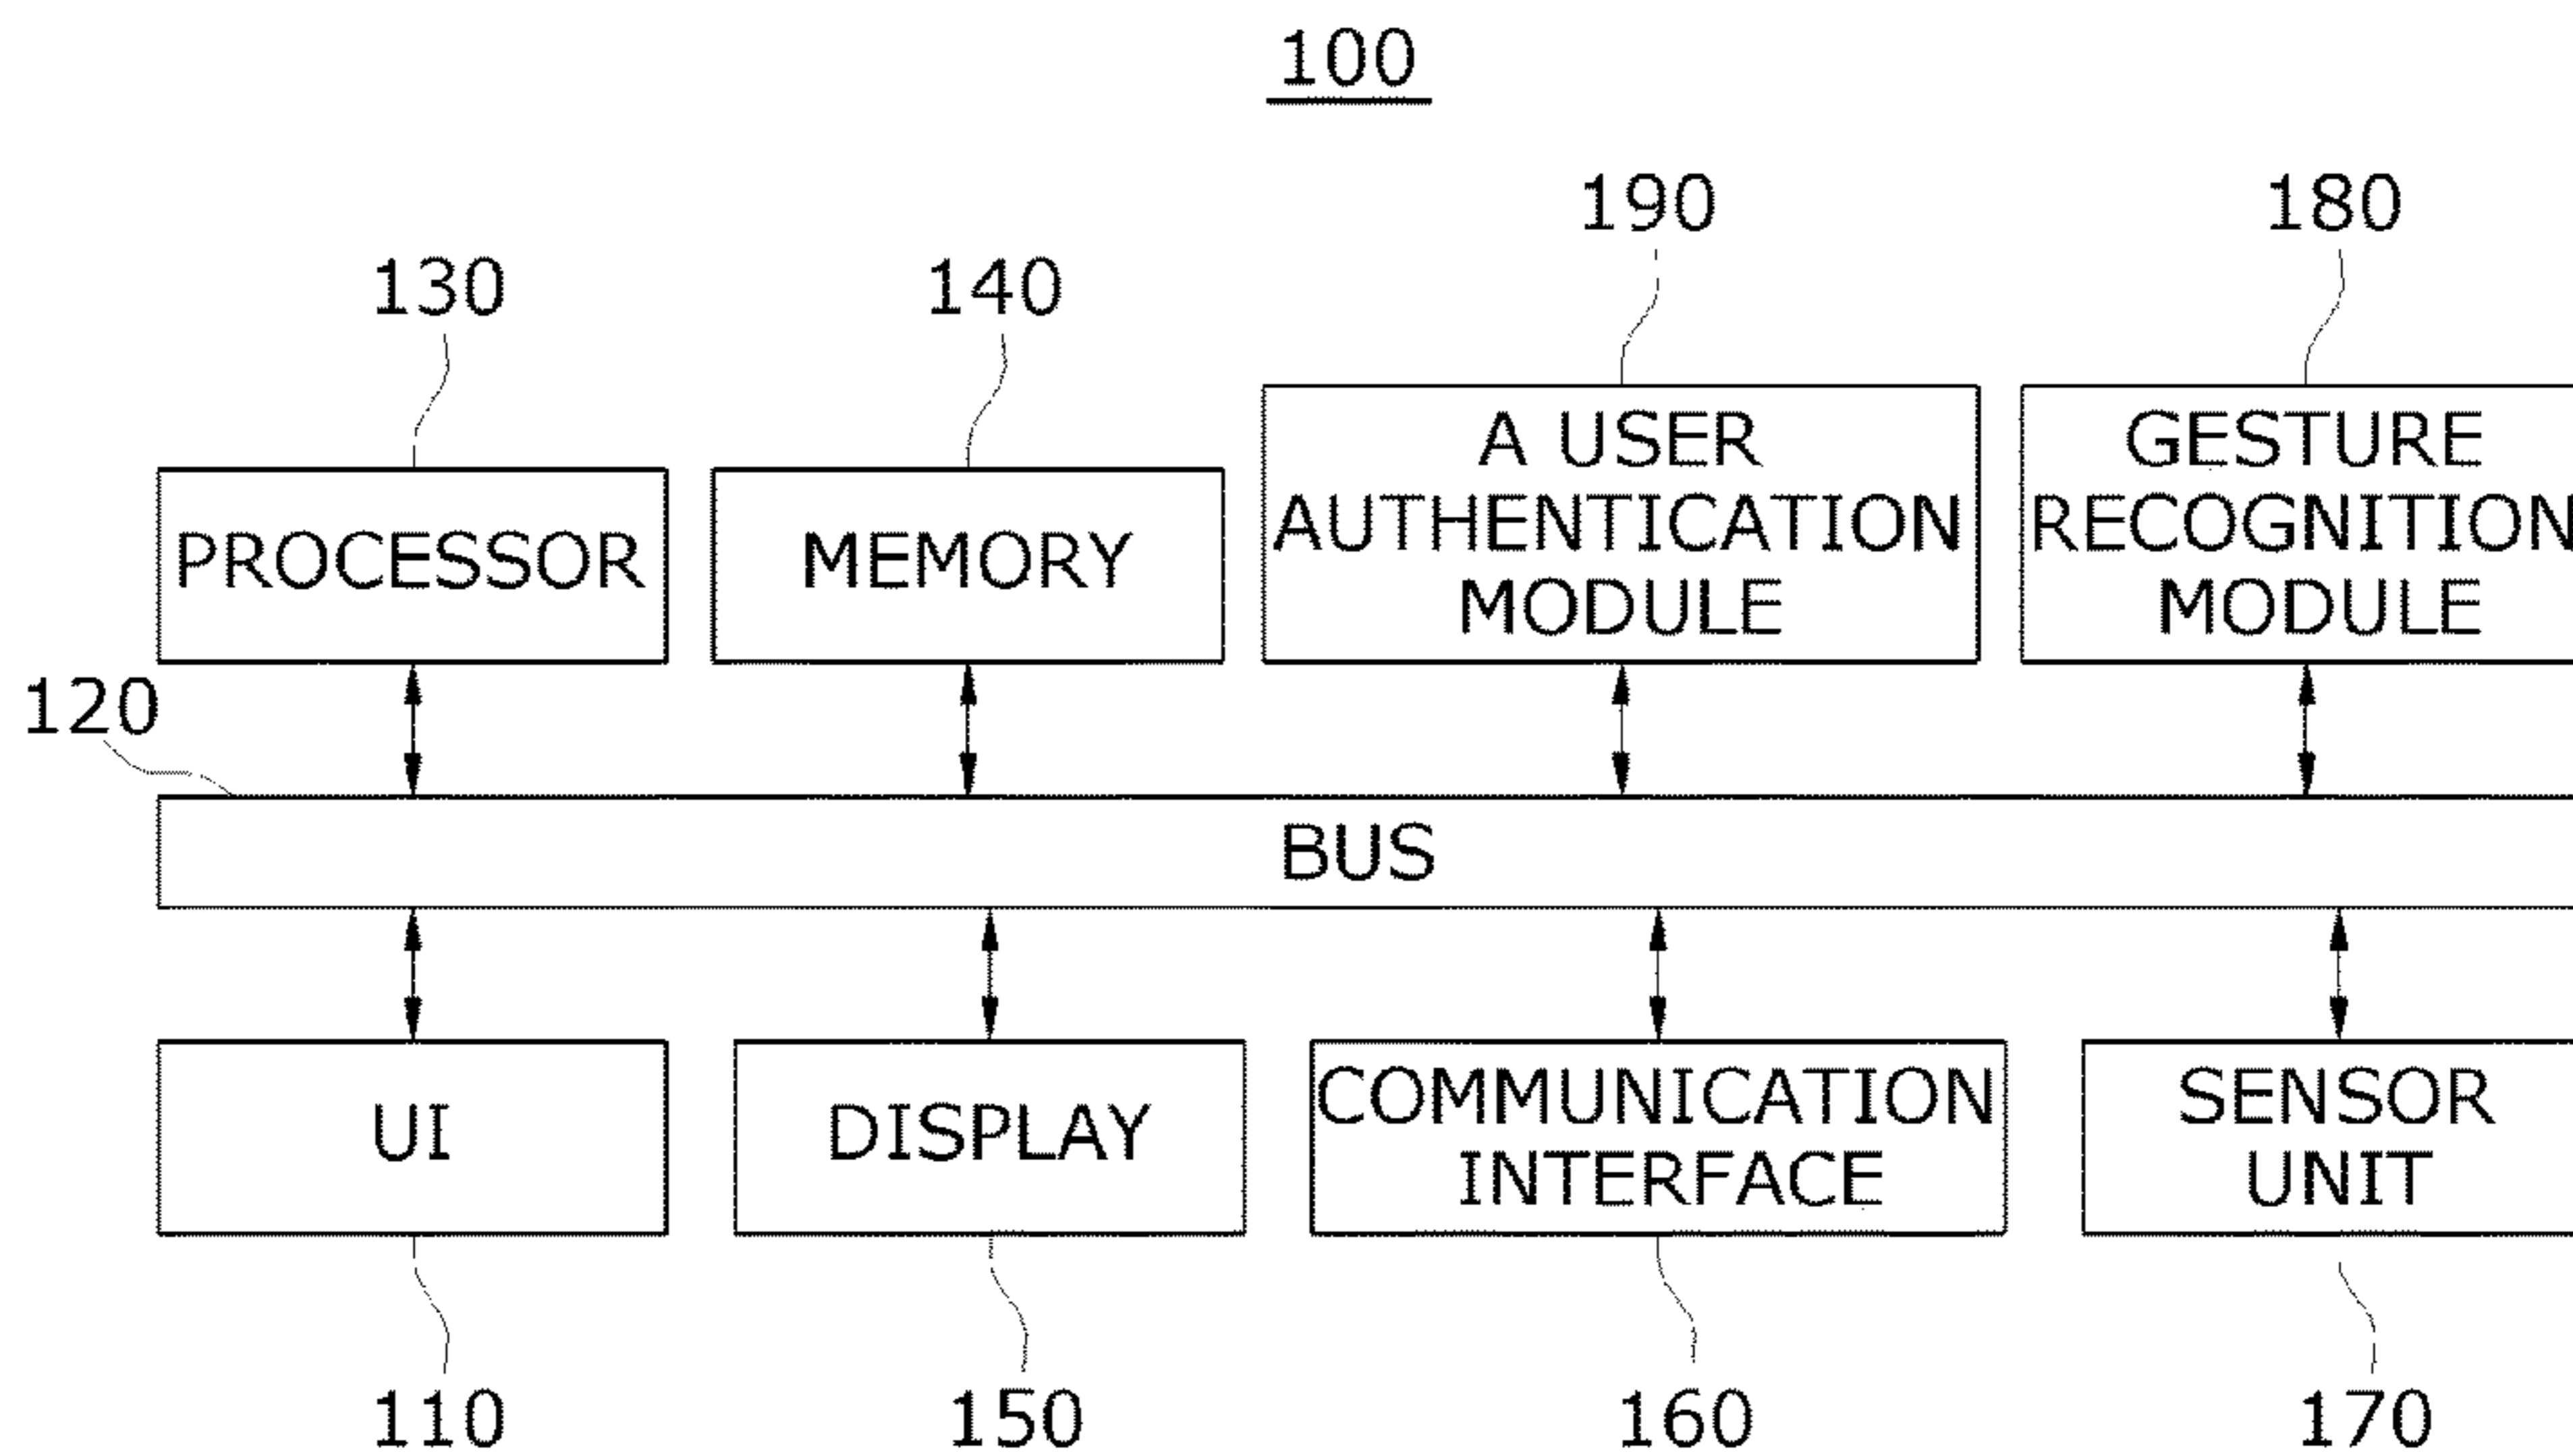 100
190
180
130
140
A USER
AUTHENTICATION
MODULE
GESTURE
RECOGNITION
MODULE
PROCESSOR
MEMORY
120
BUS
UI
DISPLAY
COMMUNICATION
INTERFACE
SENSOR
UNIT
110
150
160
170